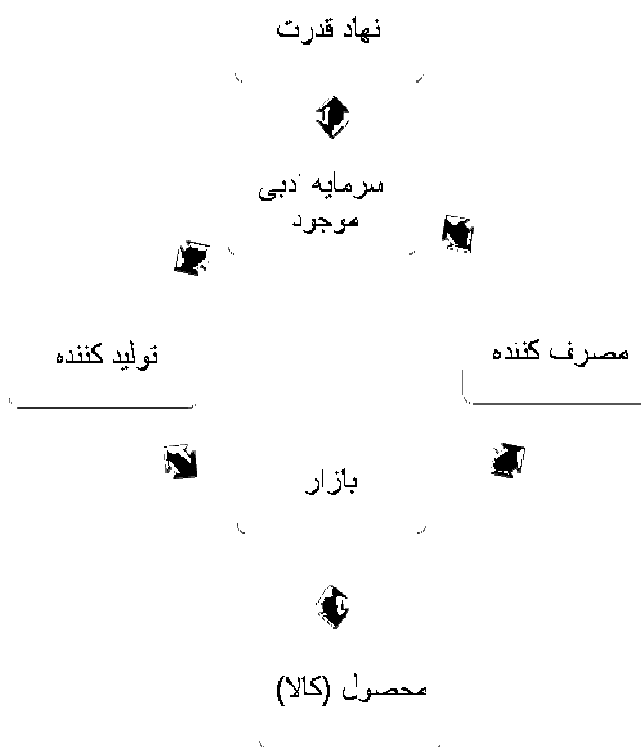 نهاد قدرت
سرمایه ادبی
موجود
مصرف کننده
تولید کننده
بازار
محصول (کالا)